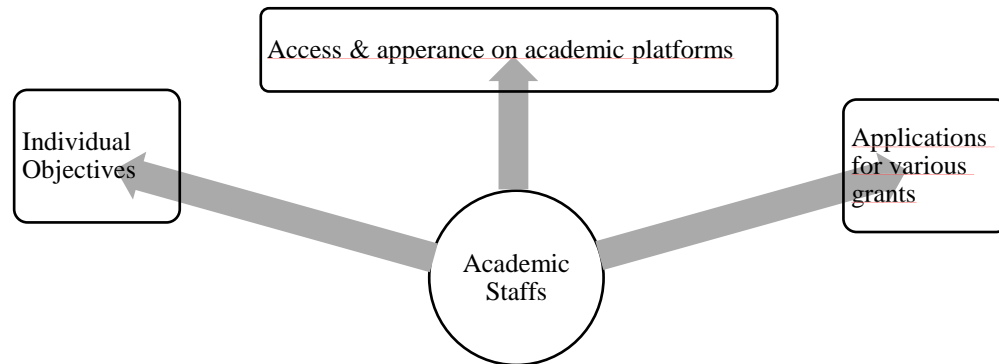 Access & apperance on academic platforms
Individual
Objectives
Applications
for various
grants
Academic
Staffs